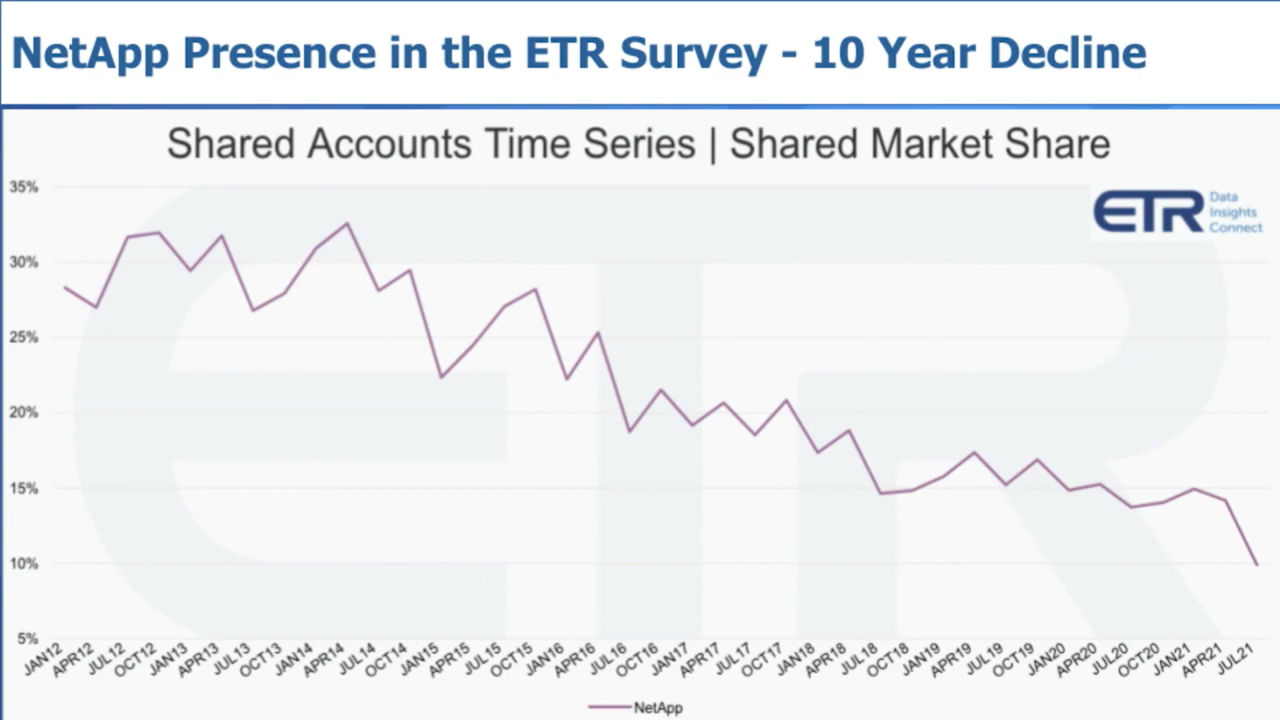 NetApp Presence in the ETR Survey - 10 Year Decline
Shared Accounts Time Series | Shared Market Share
ETR Data
Insights
Connect
35%
30%
25%
20%
15%
10%
5%
JAN12 APR12 JUL12 OCT12 JAN13 APR13 JUL13 OCT13 JAN14 APR14 JUL14 OCT14 JAN15 APR15 JUL15 OCT15 JAN16 APR16 JUL16 OCT16 JAN17 APR17 JUL17 OCT17 JAN18 APR18 JUL18 OCT18 JAN19 APR19 JUL19 OCT19 JAN20 APR20 JUL20 OCT20 JAN21 APR21 JUL21
NetApp